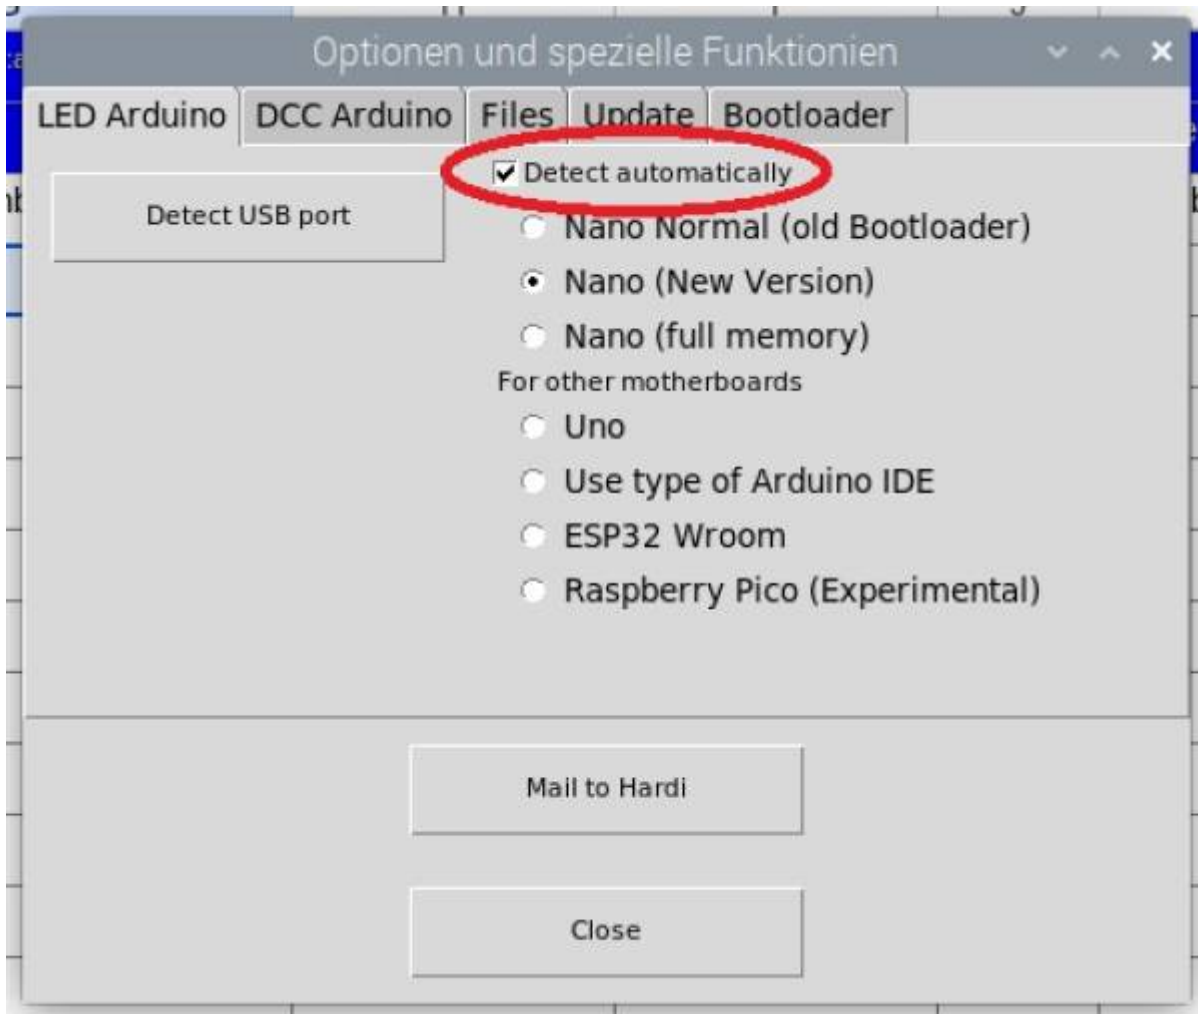 Optionen und spezielle Funktionien
LED Arduino DCC Arduino Files Update Bootloader
Detect automatically
Detect USB port
Nano Normal (old Bootloader)
Nano (New Version)
Nano (full memory)
For other motherboards
Uno
Use type of Arduino IDE
ESP32 Wroom
Raspberry Pico (Experimental)
Mail to Hardi
Close